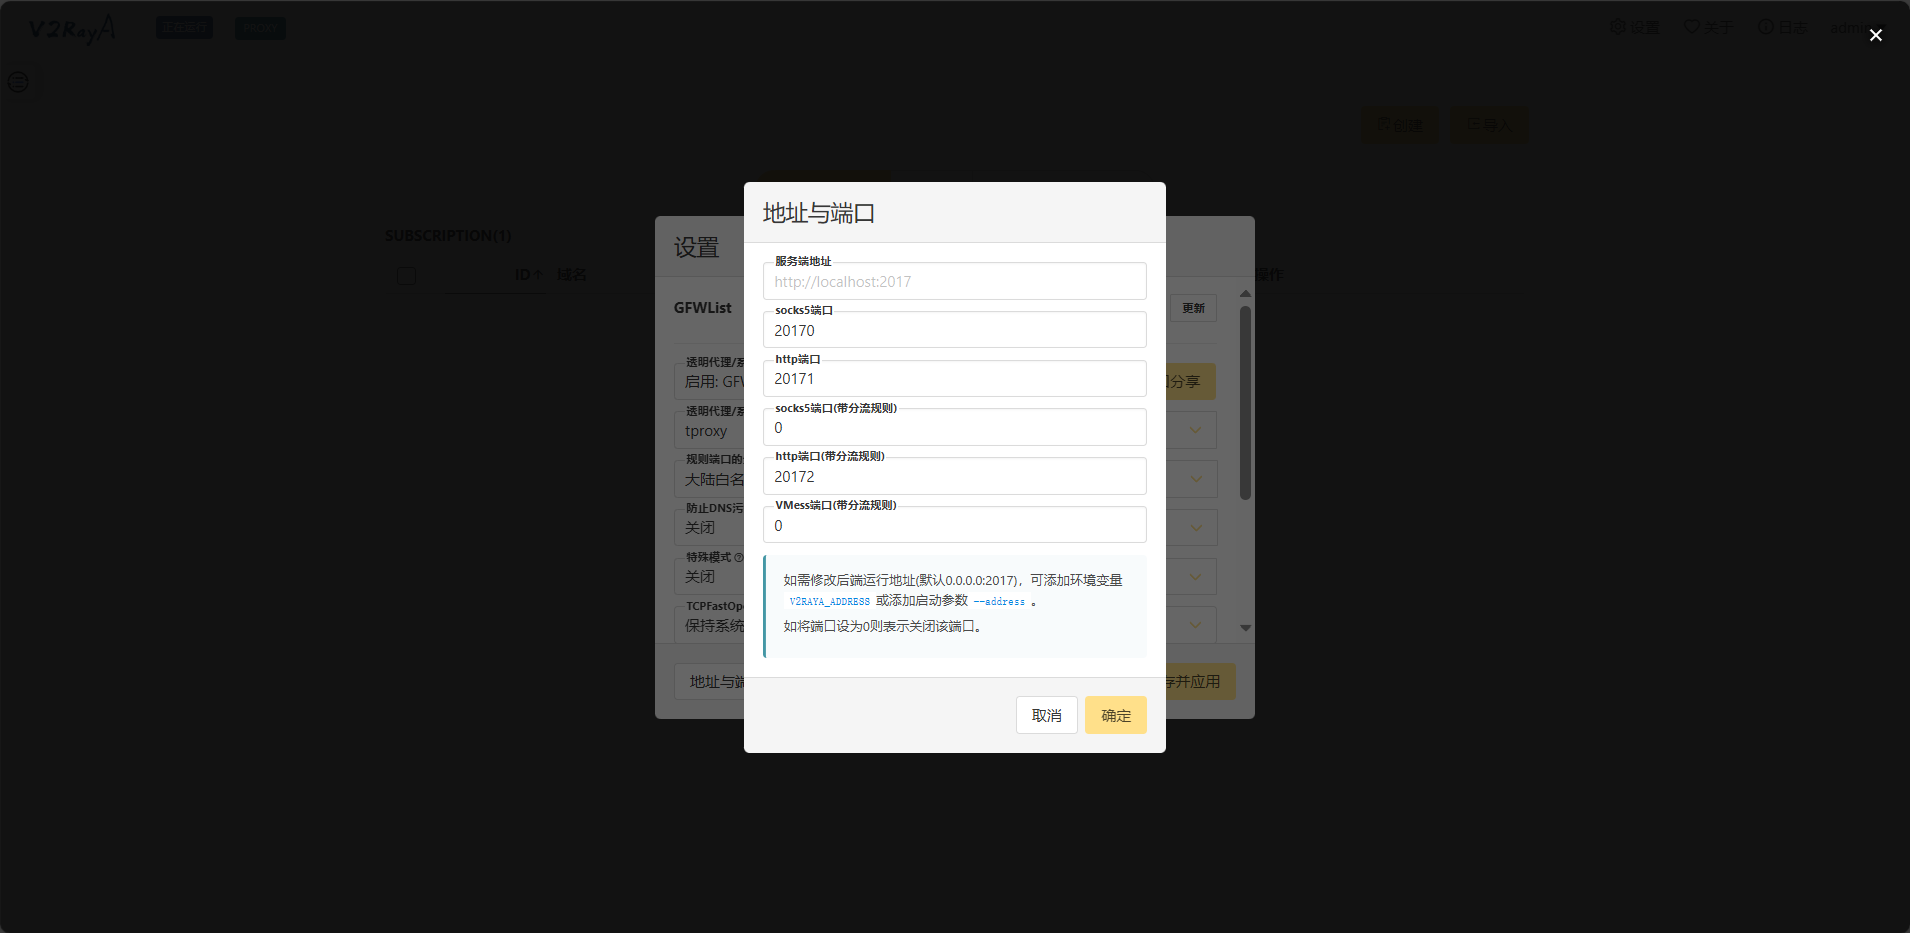 V2RayA
正在运行
PROXY
设置
关于
日志
admin
创建
导入
SUBSCRIPTION(1)
ID
域名
操作
设置
GFWList
更新
透明代理/系
启用: GFW
分享
透明代理/系
tproxy
规则端口的
大陆白名
防止DNS污
关闭
特殊模式
关闭
TCPFastOpe
保持系统
地址与端
存并应用
地址与端口
服务端地址
http://localhost:2017
socks5端口
20170
http端口
20171
socks5端口(带分流规则)
0
http端口(带分流规则)
20172
VMess端口(带分流规则)
0
如需修改后端运行地址(默认0.0.0.0:2017)，可添加环境变量
V2RAYA_ADDRESS 或添加启动参数 --address 。
如将端口设为0则表示关闭该端口。
取消
确定